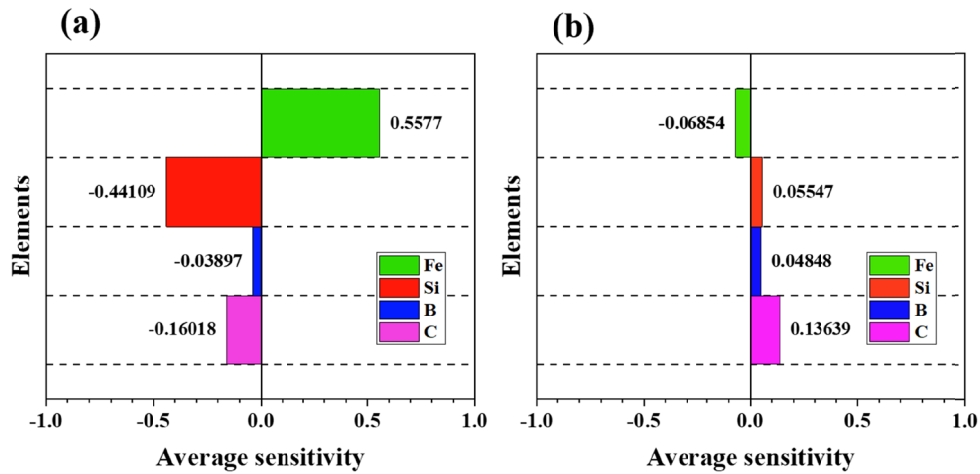 (a)
0.5577
-0.44109
-0.03897
-0.16018
Elements
Fe
Si
B
C
-1.0 -0.5 0.0 0.5 1.0
Average sensitivity
(b)
-0.06854
0.05547
0.04848
0.13639
Elements
Fe
Si
B
C
-1.0 -0.5 0.0 0.5 1.0
Average sensitivity